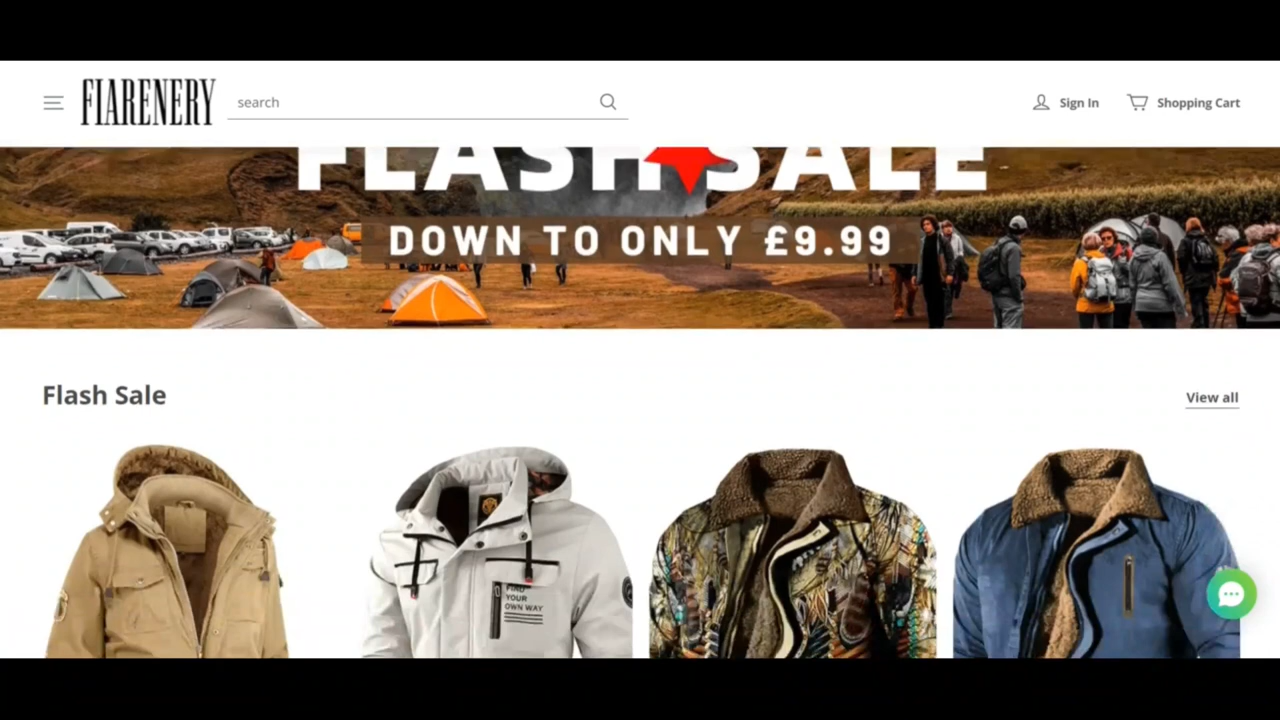 FIARENERY
search
Sign In
Shopping Cart
FLASH SALE
DOWN TO ONLY £9.99
Flash Sale
View all
FIND
YOUR
OWN WAY